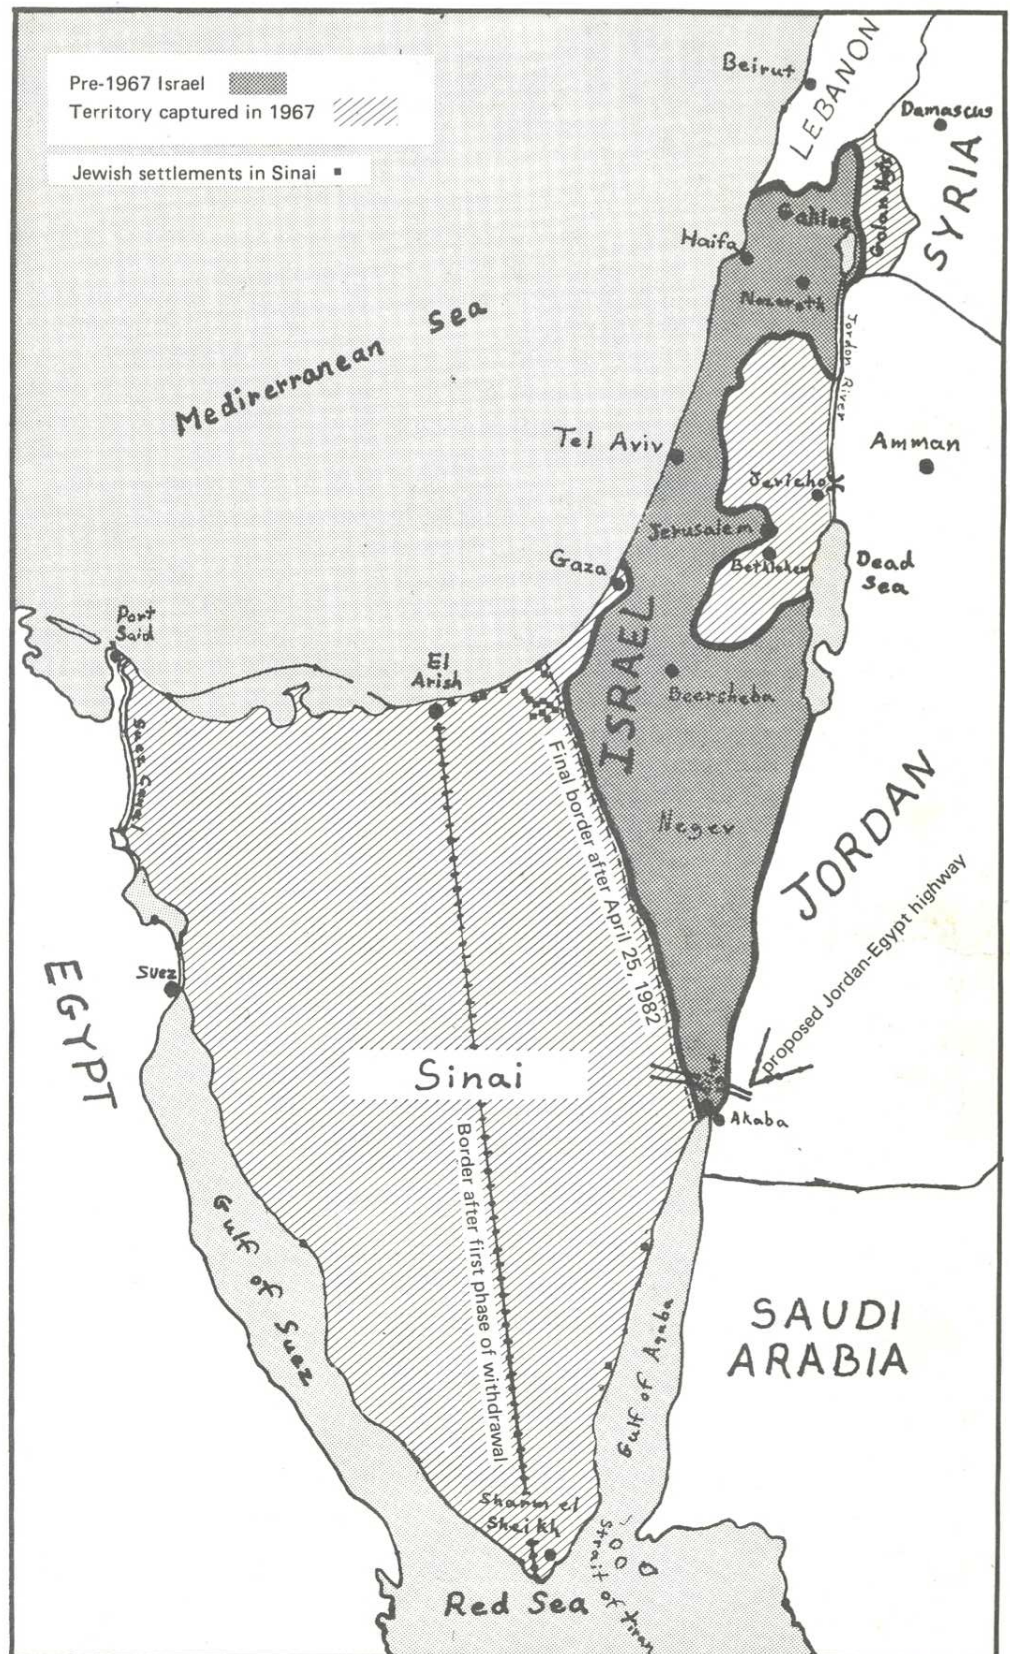 Pre-1967 Israel
Territory captured in 1967
Jewish settlements in Sinai
Beirut
LEBANON
Damascus
SYRIA
Golan Hgts
Galilee
Haifa
Nazareth
Mediterranean Sea
Jordan River
Tel Aviv
Amman
Jericho
Jerusalem
Bethlehem
Gaza
Dead
Sea
Port
Said
El
Arish
ISRAEL
Beersheba
Suez Canal
Final border after April 25, 1982
Negev
JORDAN
proposed Jordan-Egypt highway
EGYPT
Suez
Sinai
Akaba
Border after first phase of withdrawal
Gulf of Suez
Gulf of Aqaba
SAUDI
ARABIA
Sharm el
Sheikh
Strait of Tiran
Red Sea